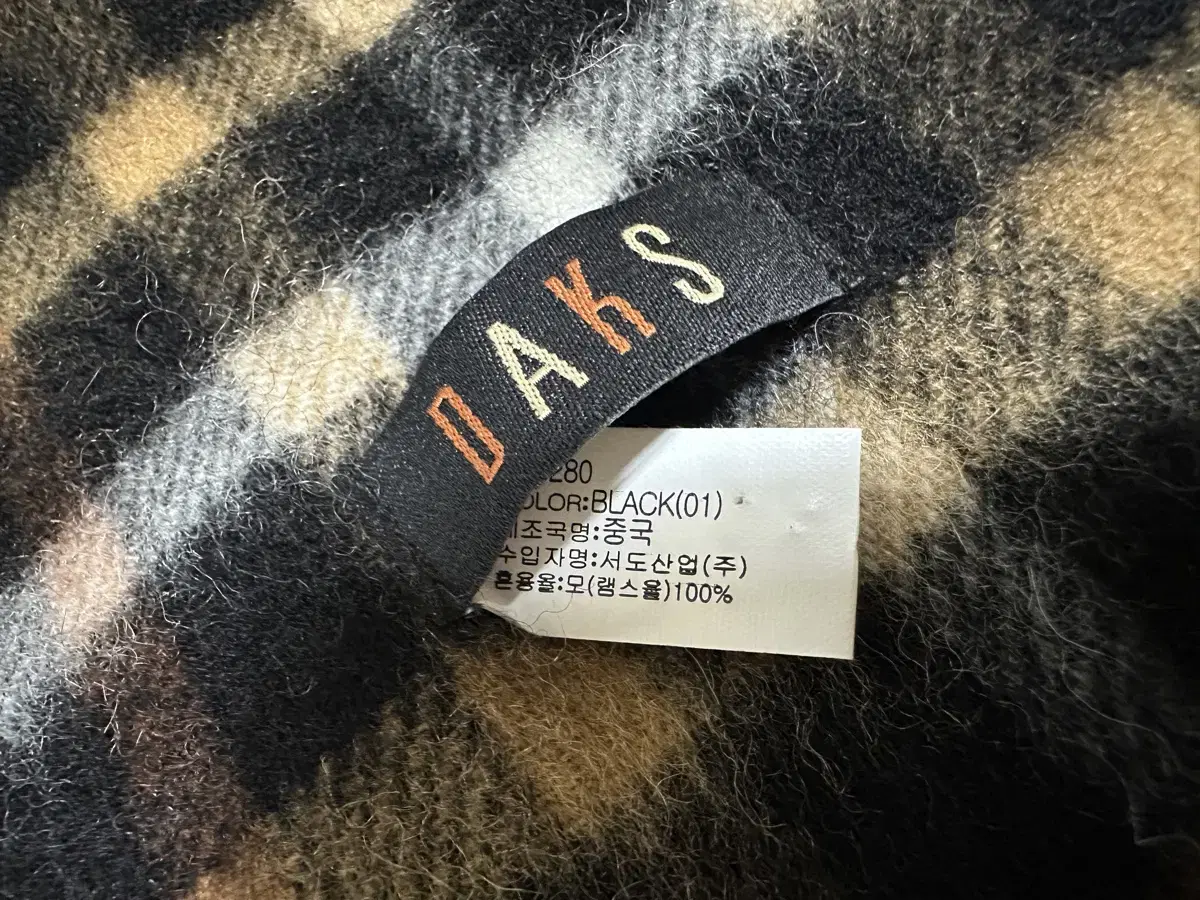 DAKS
280
OLOR:BLACK(01)
제조국명:중국
수입자명:서도산업(주)
혼용율:모(램스울)100%